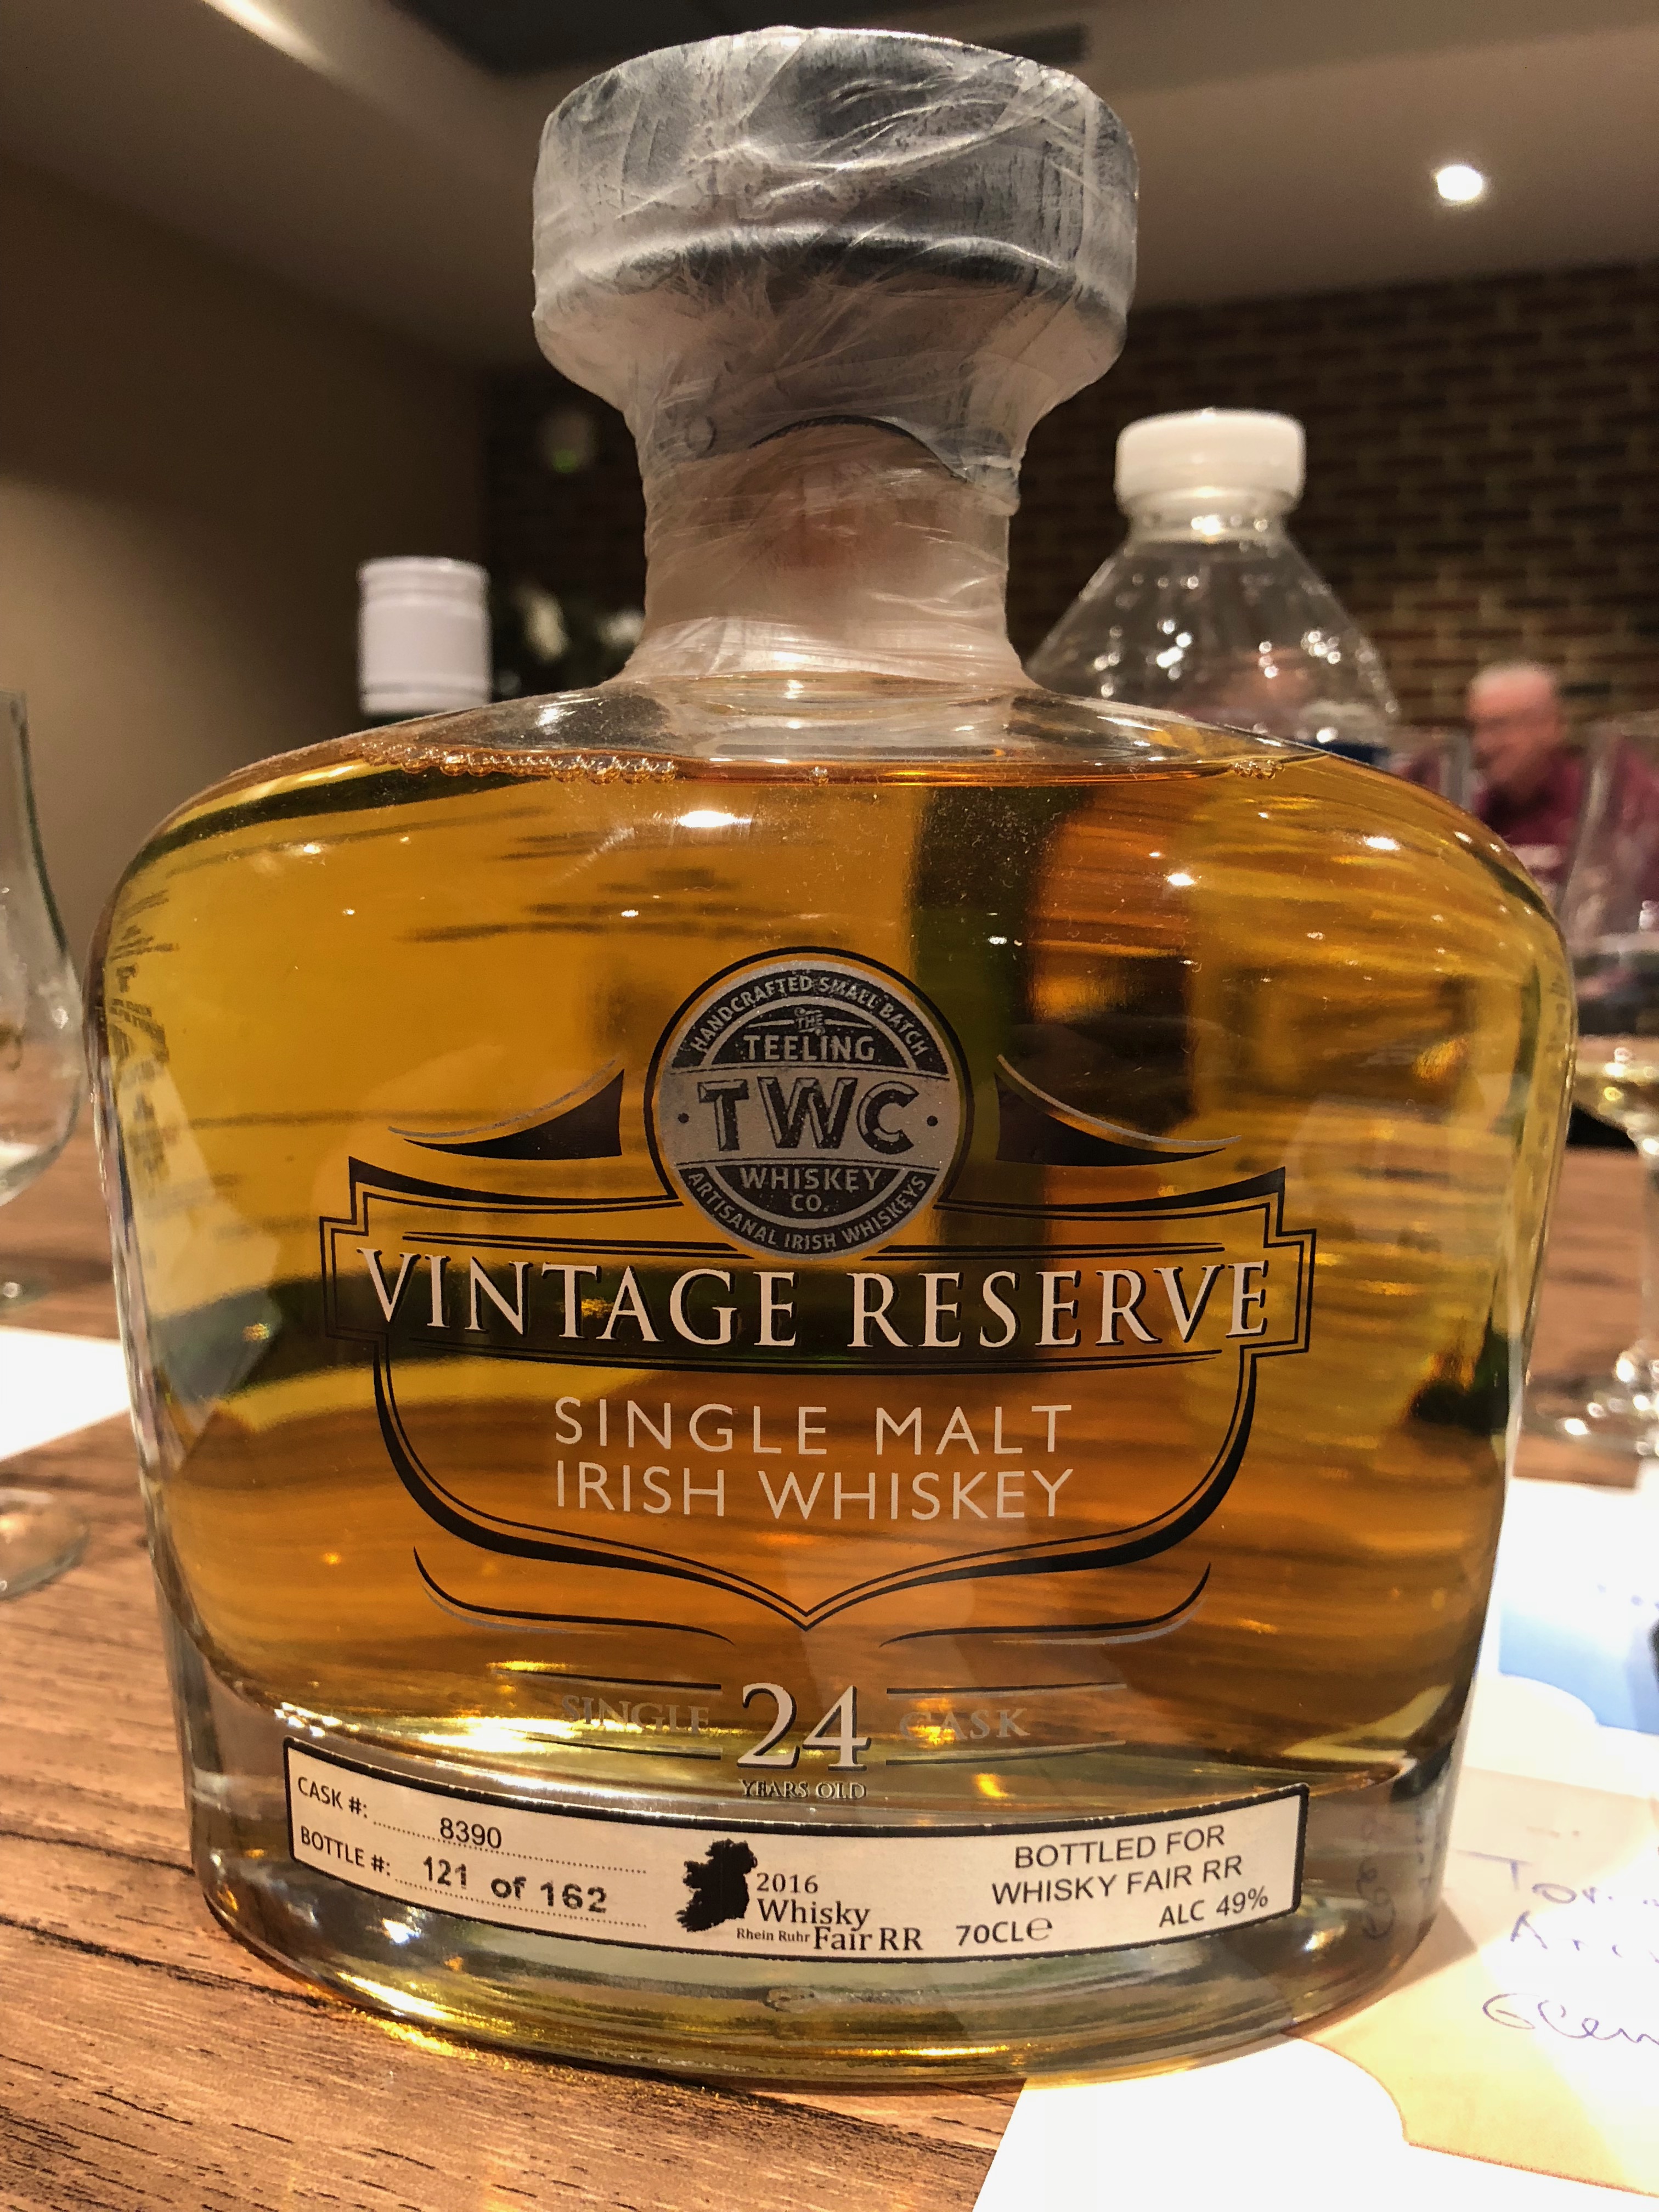 HANDCRAFTED SMALL BATCH
THE
TEELING
TWC
WHISKEY
CO.
ARTISANAL IRISH WHISKEYS
VINTAGE RESERVE
SINGLE MALT
IRISH WHISKEY
SINGLE 24 CASK
YEARS OLD
CASK #: 8390
BOTTLE #: 121 of 162
2016
Whisky
Rhein Ruhr Fair RR
70CL℮
BOTTLED FOR
WHISKY FAIR RR
ALC 49%